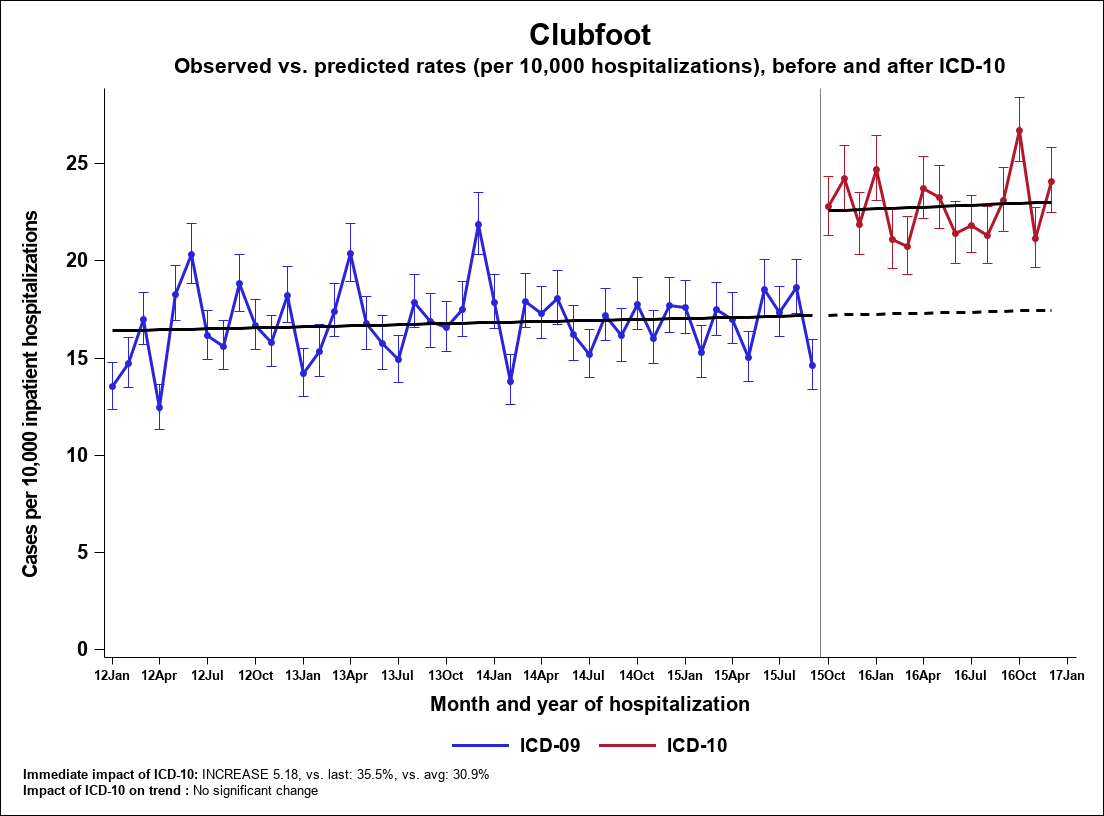 Clubfoot
Observed vs. predicted rates (per 10,000 hospitalizations), before and after ICD-10
Cases per 10,000 inpatient hospitalizations
25
20
15
10
5
0
12Jan 12Apr 12Jul 12Oct 13Jan 13Apr 13Jul 13Oct 14Jan 14Apr 14Jul 14Oct 15Jan 15Apr 15Jul 15Oct 16Jan 16Apr 16Jul 16Oct 17Jan
Month and year of hospitalization
ICD-09 ICD-10
Immediate impact of ICD-10: INCREASE 5.18, vs. last: 35.5%, vs. avg: 30.9%
Impact of ICD-10 on trend : No significant change